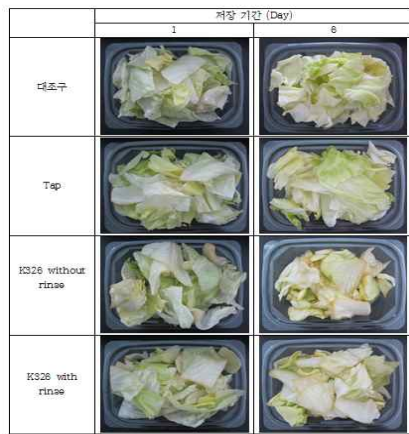 저장 기간 (Day)
1
6
대조구
Tap
K326 without
rinse
K326 with
rinse